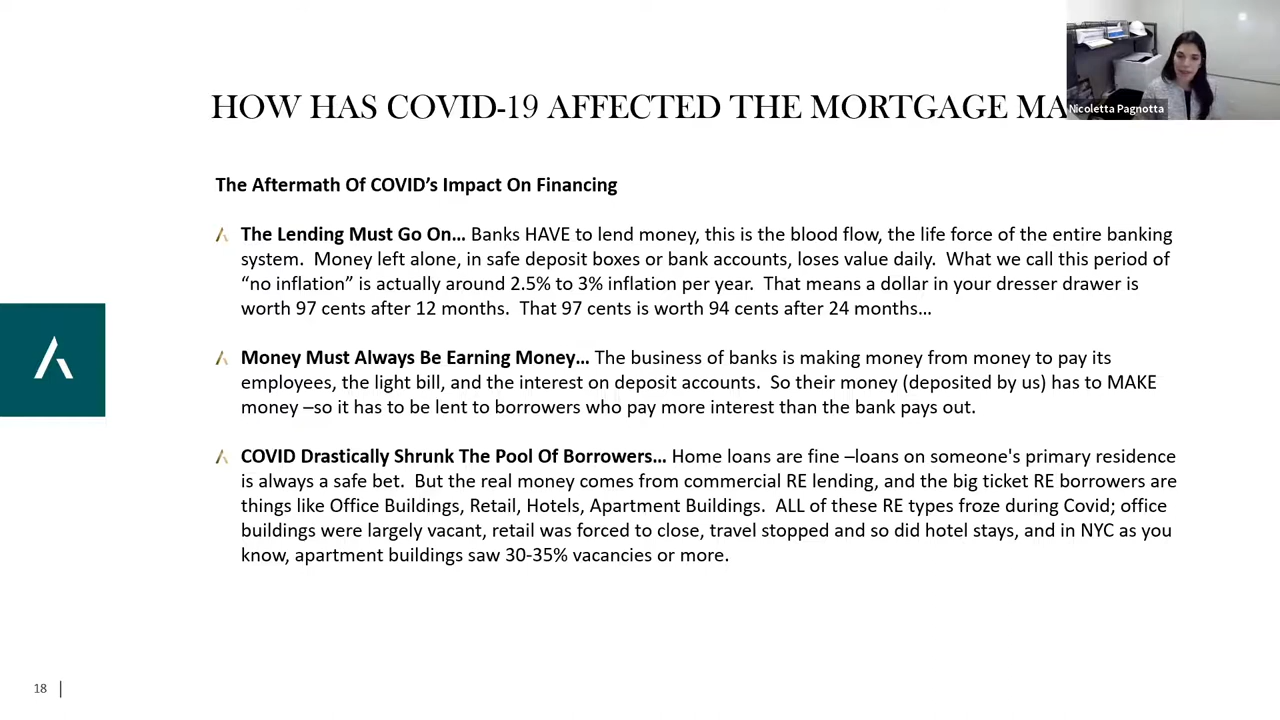 HOW HAS COVID-19 AFFECTED THE MORTGAGE MA
Nicoletta Pagnotta
The Aftermath Of COVID’s Impact On Financing
The Lending Must Go On… Banks HAVE to lend money, this is the blood flow, the life force of the entire banking
system.  Money left alone, in safe deposit boxes or bank accounts, loses value daily.  What we call this period of
“no inflation” is actually around 2.5% to 3% inflation per year.  That means a dollar in your dresser drawer is
worth 97 cents after 12 months.  That 97 cents is worth 94 cents after 24 months…
Money Must Always Be Earning Money… The business of banks is making money from money to pay its
employees, the light bill, and the interest on deposit accounts.  So their money (deposited by us) has to MAKE
money –so it has to be lent to borrowers who pay more interest than the bank pays out.
COVID Drastically Shrunk The Pool Of Borrowers… Home loans are fine –loans on someone's primary residence
is always a safe bet.  But the real money comes from commercial RE lending, and the big ticket RE borrowers are
things like Office Buildings, Retail, Hotels, Apartment Buildings.  ALL of these RE types froze during Covid; office
buildings were largely vacant, retail was forced to close, travel stopped and so did hotel stays, and in NYC as you
know, apartment buildings saw 30-35% vacancies or more.
18